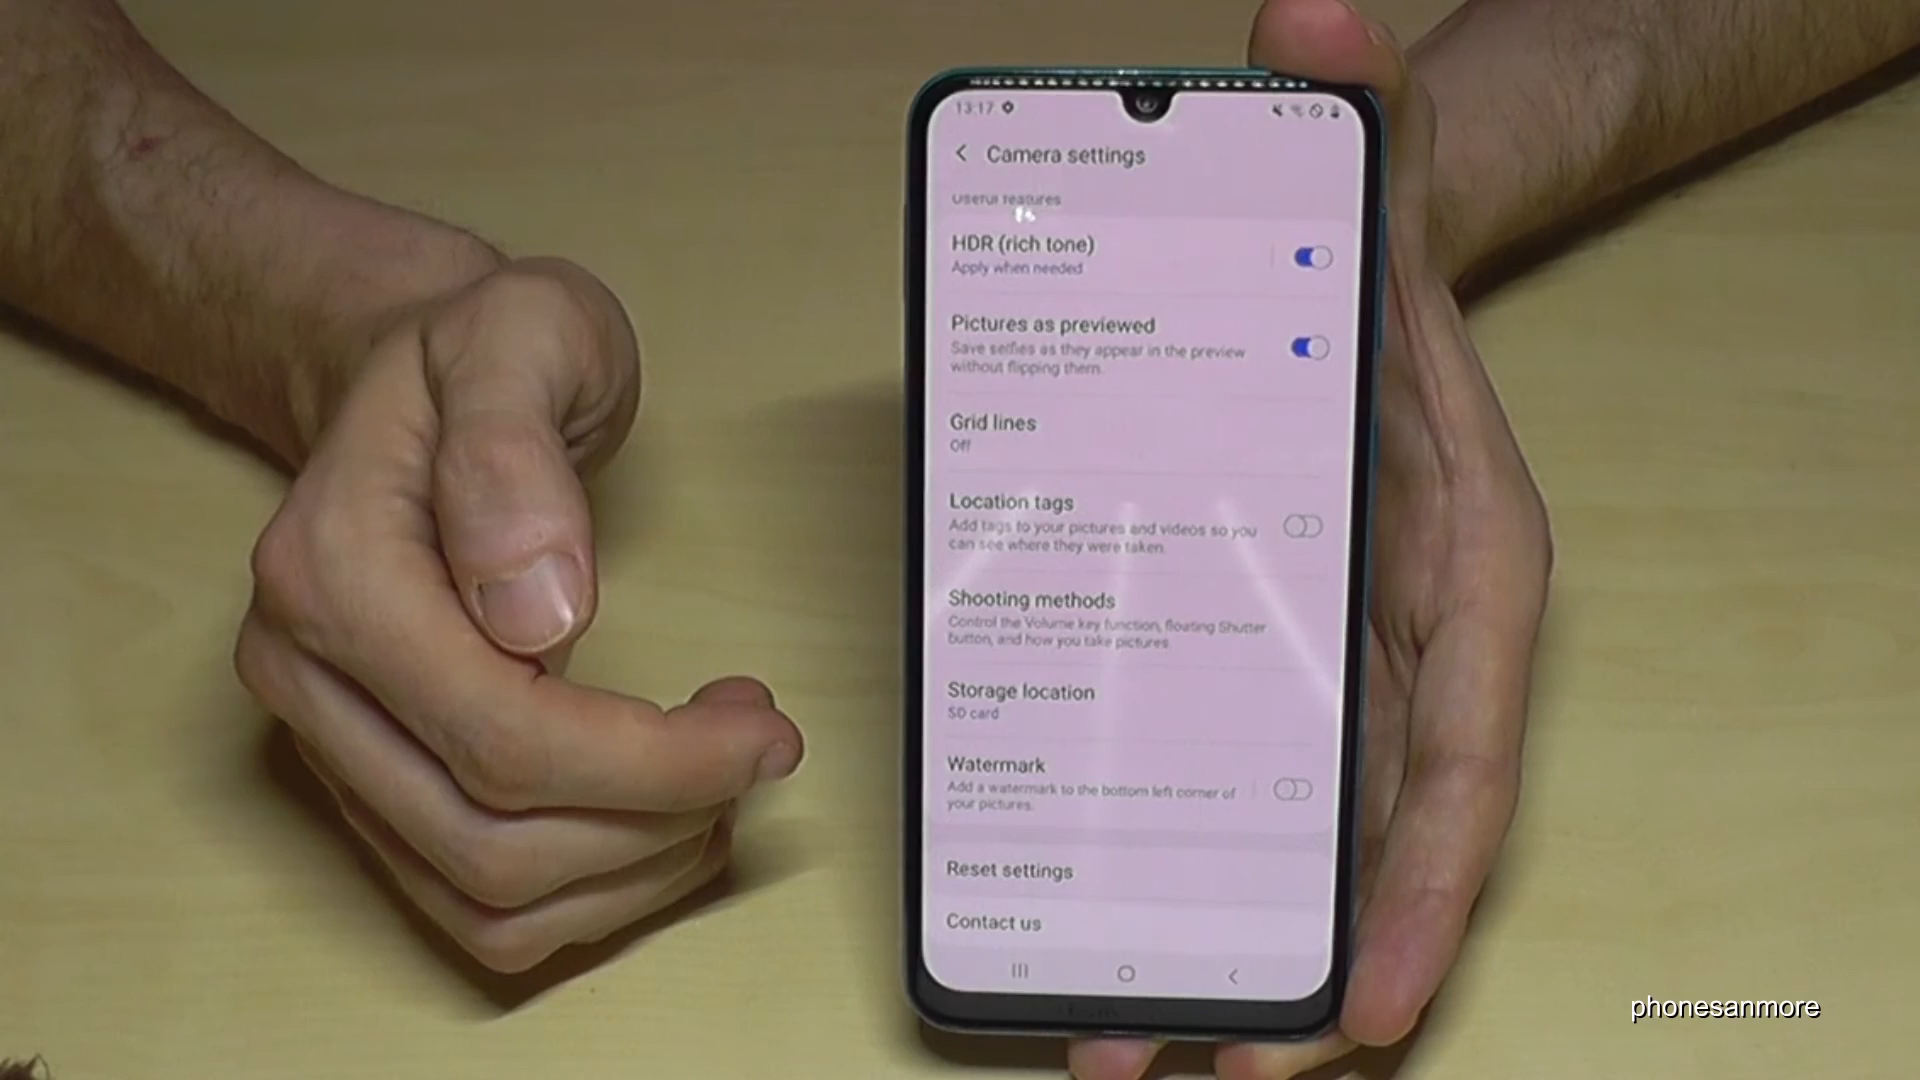 13:17
Camera settings
Useful features
HDR (rich tone)
Apply when needed
Pictures as previewed
Save selfies as they appear in the preview
without flipping them.
Grid lines
Off
Location tags
Add tags to your pictures and videos so you
can see where they were taken.
Shooting methods
Control the Volume key function, floating Shutter
button, and how you take pictures.
Storage location
SD card
Watermark
Add a watermark to the bottom left corner of
your pictures.
Reset settings
Contact us
phonesanmore